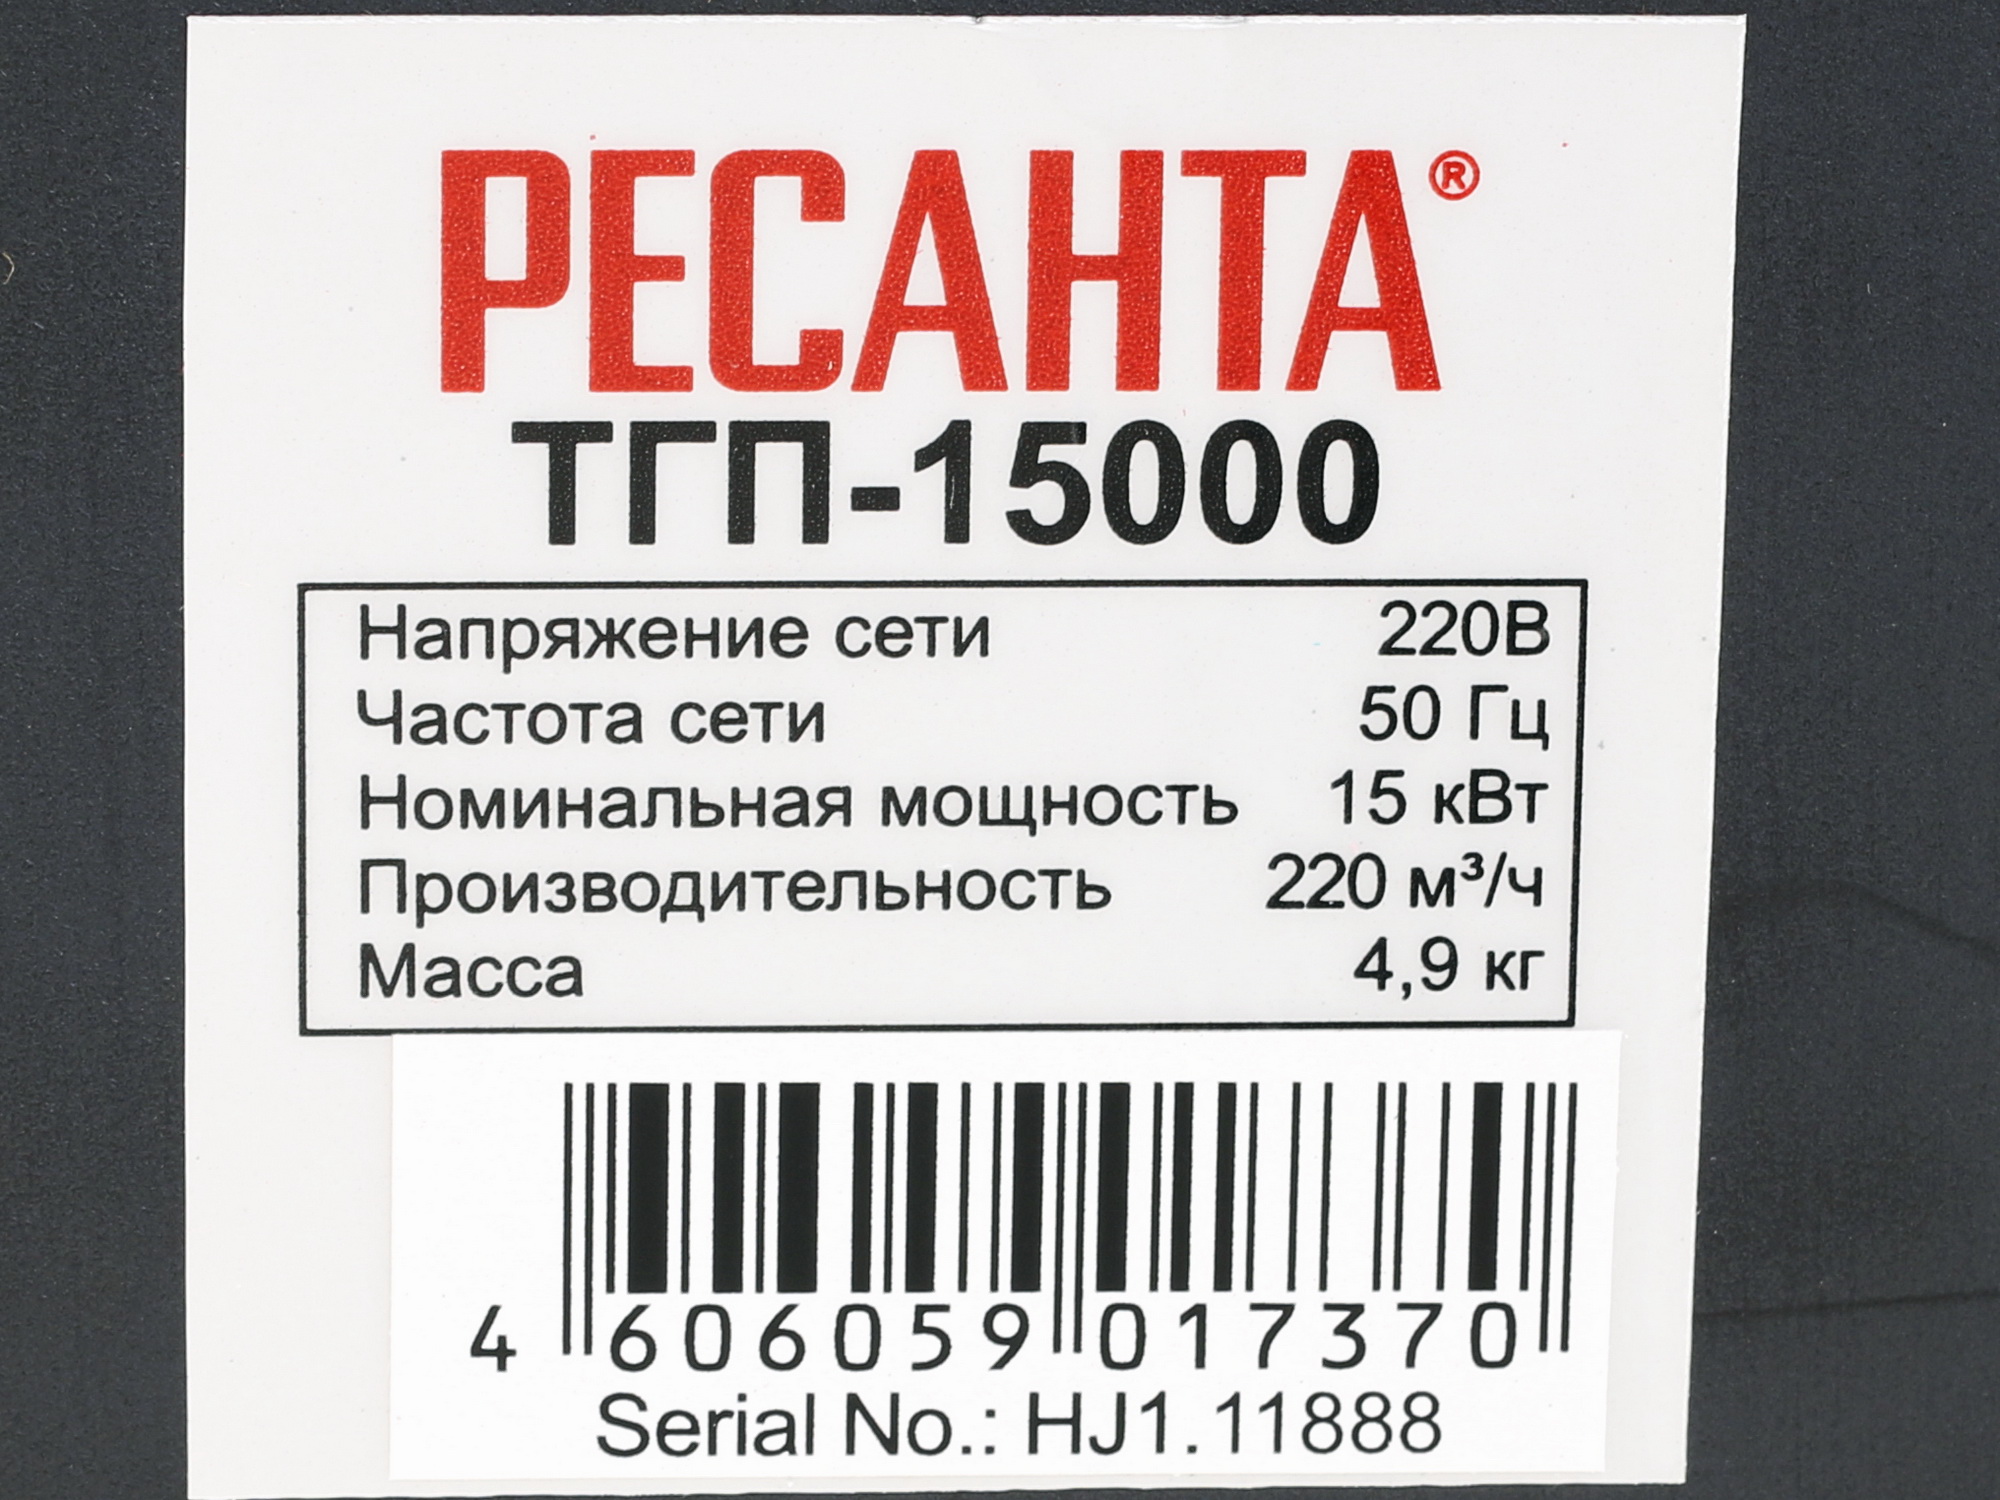 РЕСАНТА®
ТГП-15000
Напряжение сети 220В
Частота сети 50 Гц
Номинальная мощность 15 кВт
Производительность 220 м³/ч
Масса 4,9 кг
4 606059 017370
Serial No.: HJ1.11888